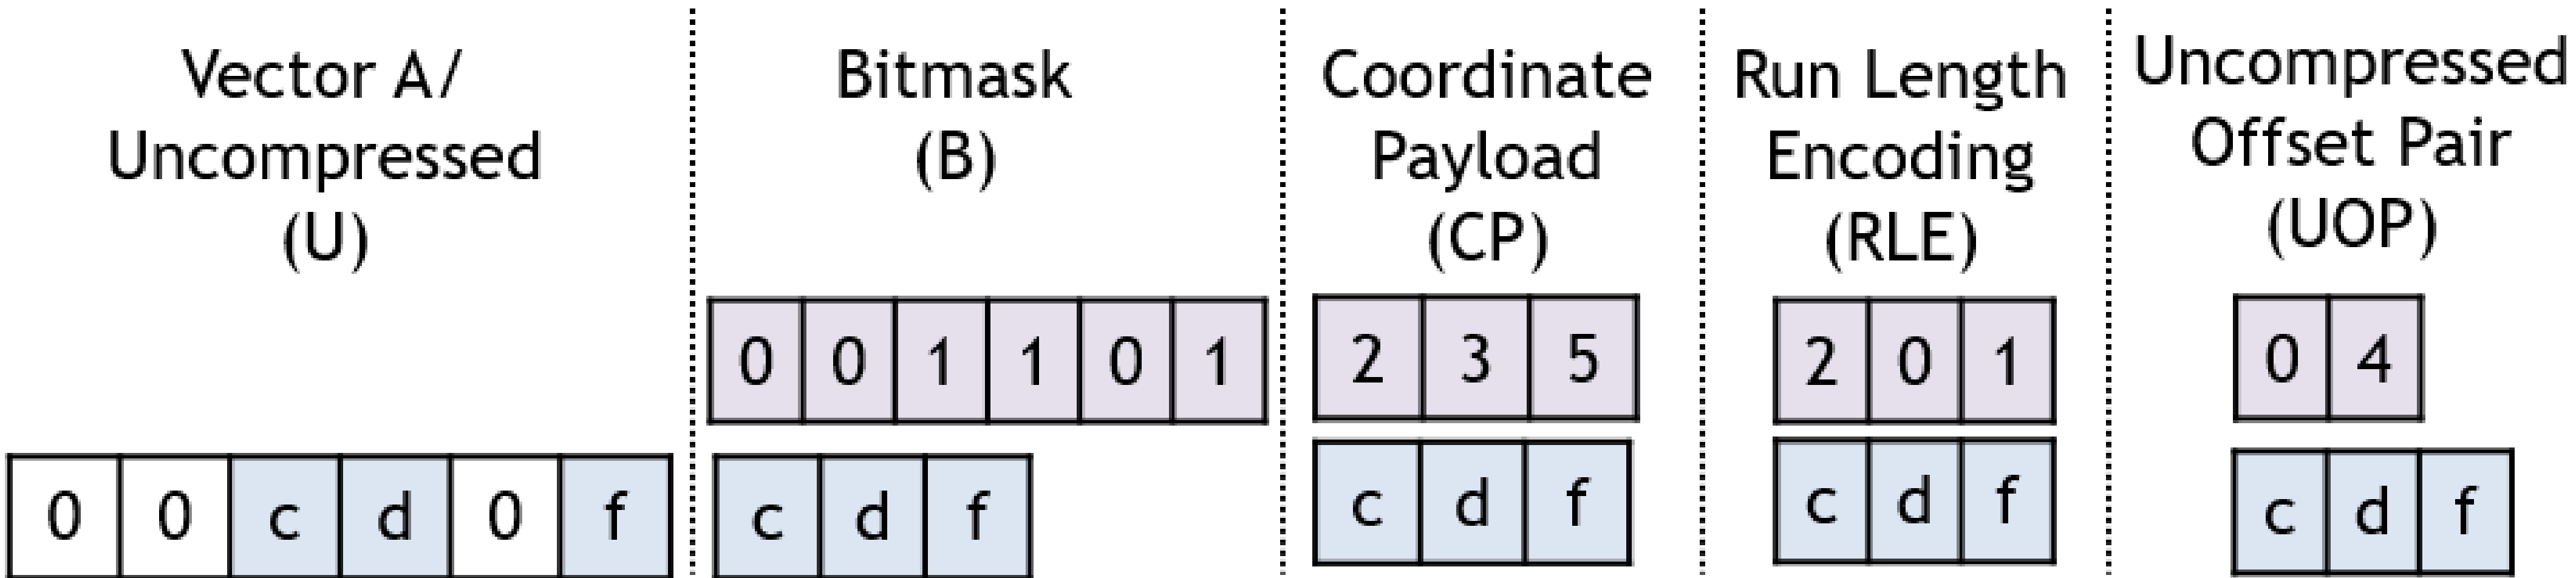 Vector A/
Uncompressed
(U)
0 0 c d 0 f
Bitmask
(B)
0 0 1 1 0 1
c d f
Coordinate
Payload
(CP)
2 3 5
c d f
Run Length
Encoding
(RLE)
2 0 1
c d f
Uncompressed
Offset Pair
(UOP)
0 4
c d f